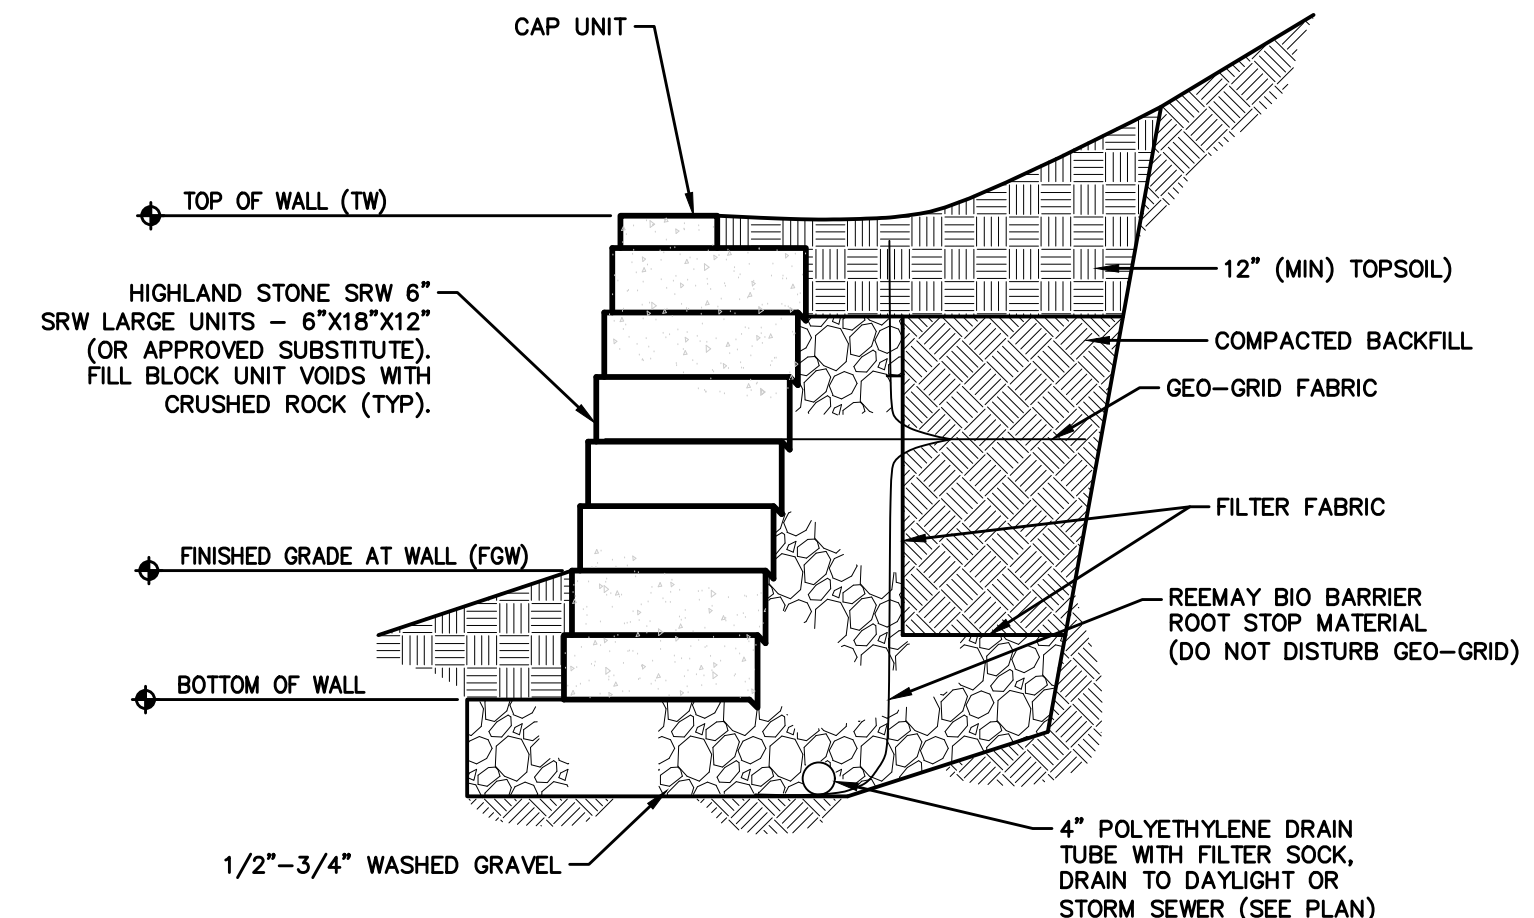 CAP UNIT
TOP OF WALL (TW)
HIGHLAND STONE SRW 6"
SRW LARGE UNITS – 6"X18"X12"
(OR APPROVED SUBSTITUTE).
FILL BLOCK UNIT VOIDS WITH
CRUSHED ROCK (TYP).
FINISHED GRADE AT WALL (FGW)
BOTTOM OF WALL
1/2"–3/4" WASHED GRAVEL
12" (MIN) TOPSOIL)
COMPACTED BACKFILL
GEO–GRID FABRIC
FILTER FABRIC
REEMAY BIO BARRIER
ROOT STOP MATERIAL
(DO NOT DISTURB GEO–GRID)
4" POLYETHYLENE DRAIN
TUBE WITH FILTER SOCK,
DRAIN TO DAYLIGHT OR
STORM SEWER (SEE PLAN)